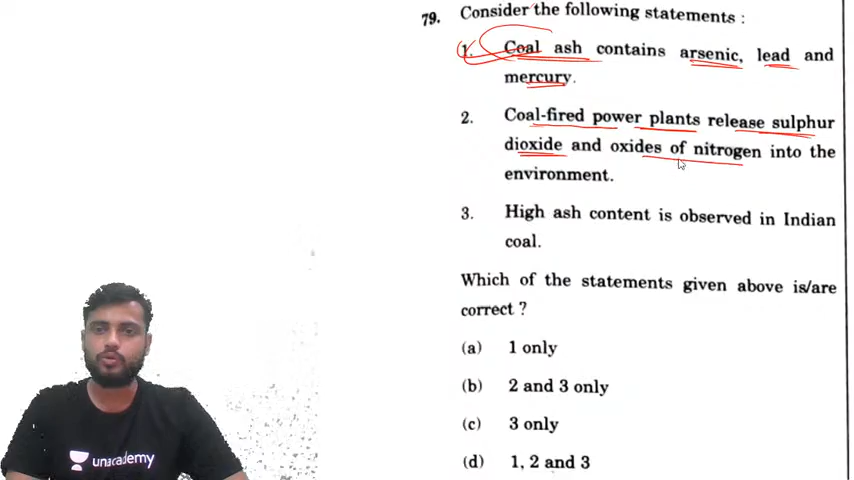 79. Consider the following statements :
1. Coal ash contains arsenic, lead and
mercury.
2. Coal-fired power plants release sulphur
dioxide and oxides of nitrogen into the
environment.
3. High ash content is observed in Indian
coal.
Which of the statements given above is/are
correct ?
(a) 1 only
(b) 2 and 3 only
(c) 3 only
(d) 1, 2 and 3
unacademy